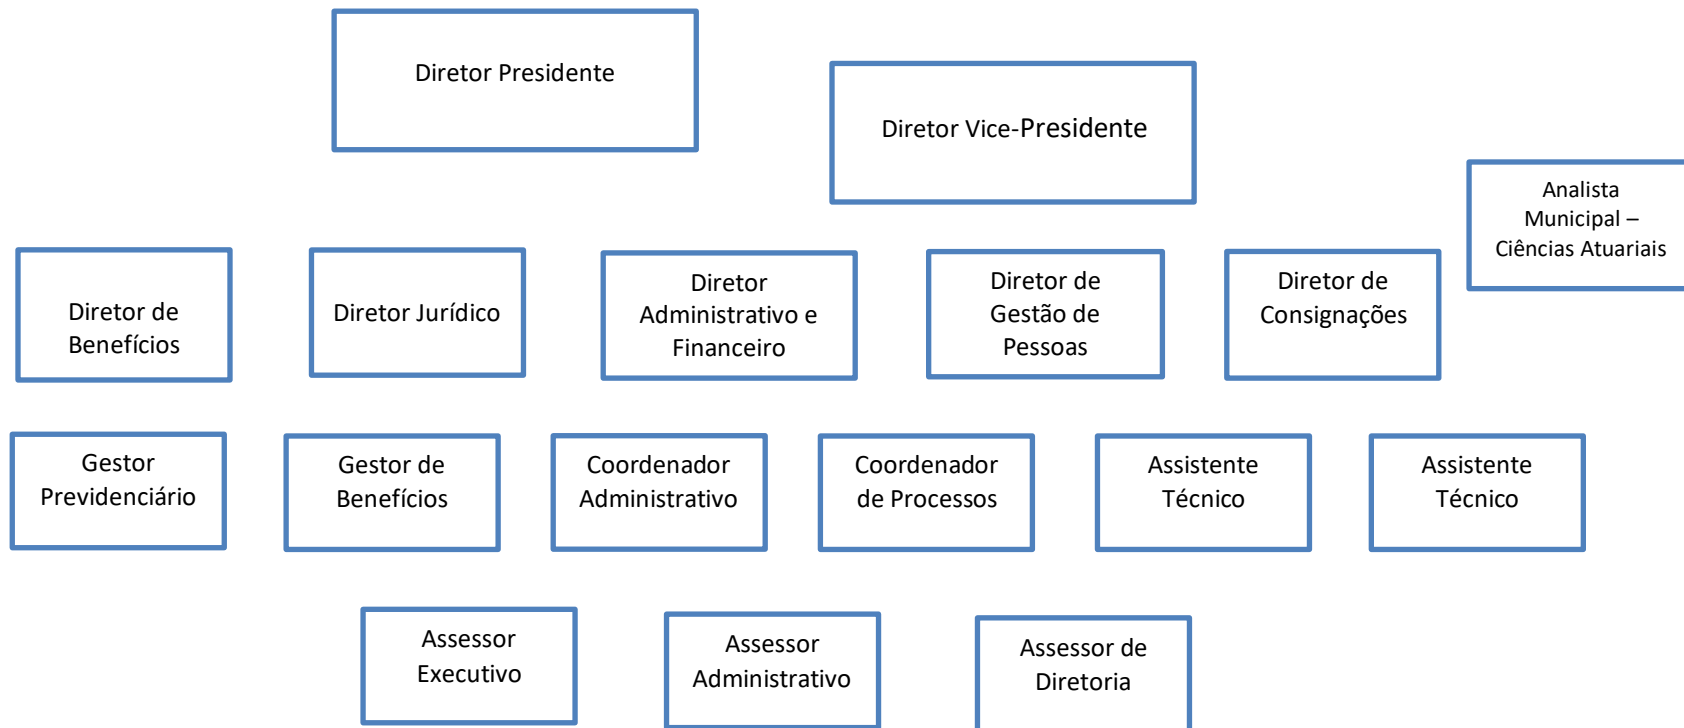 Diretor Presidente
Diretor Vice-Presidente
Analista
Municipal –
Ciências Atuariais
Diretor de
Benefícios
Diretor Jurídico
Diretor
Administrativo e
Financeiro
Diretor de
Gestão de
Pessoas
Diretor de
Consignações
Gestor
Previdenciário
Gestor de
Benefícios
Coordenador
Administrativo
Coordenador
de Processos
Assistente
Técnico
Assistente
Técnico
Assessor
Executivo
Assessor
Administrativo
Assessor de
Diretoria